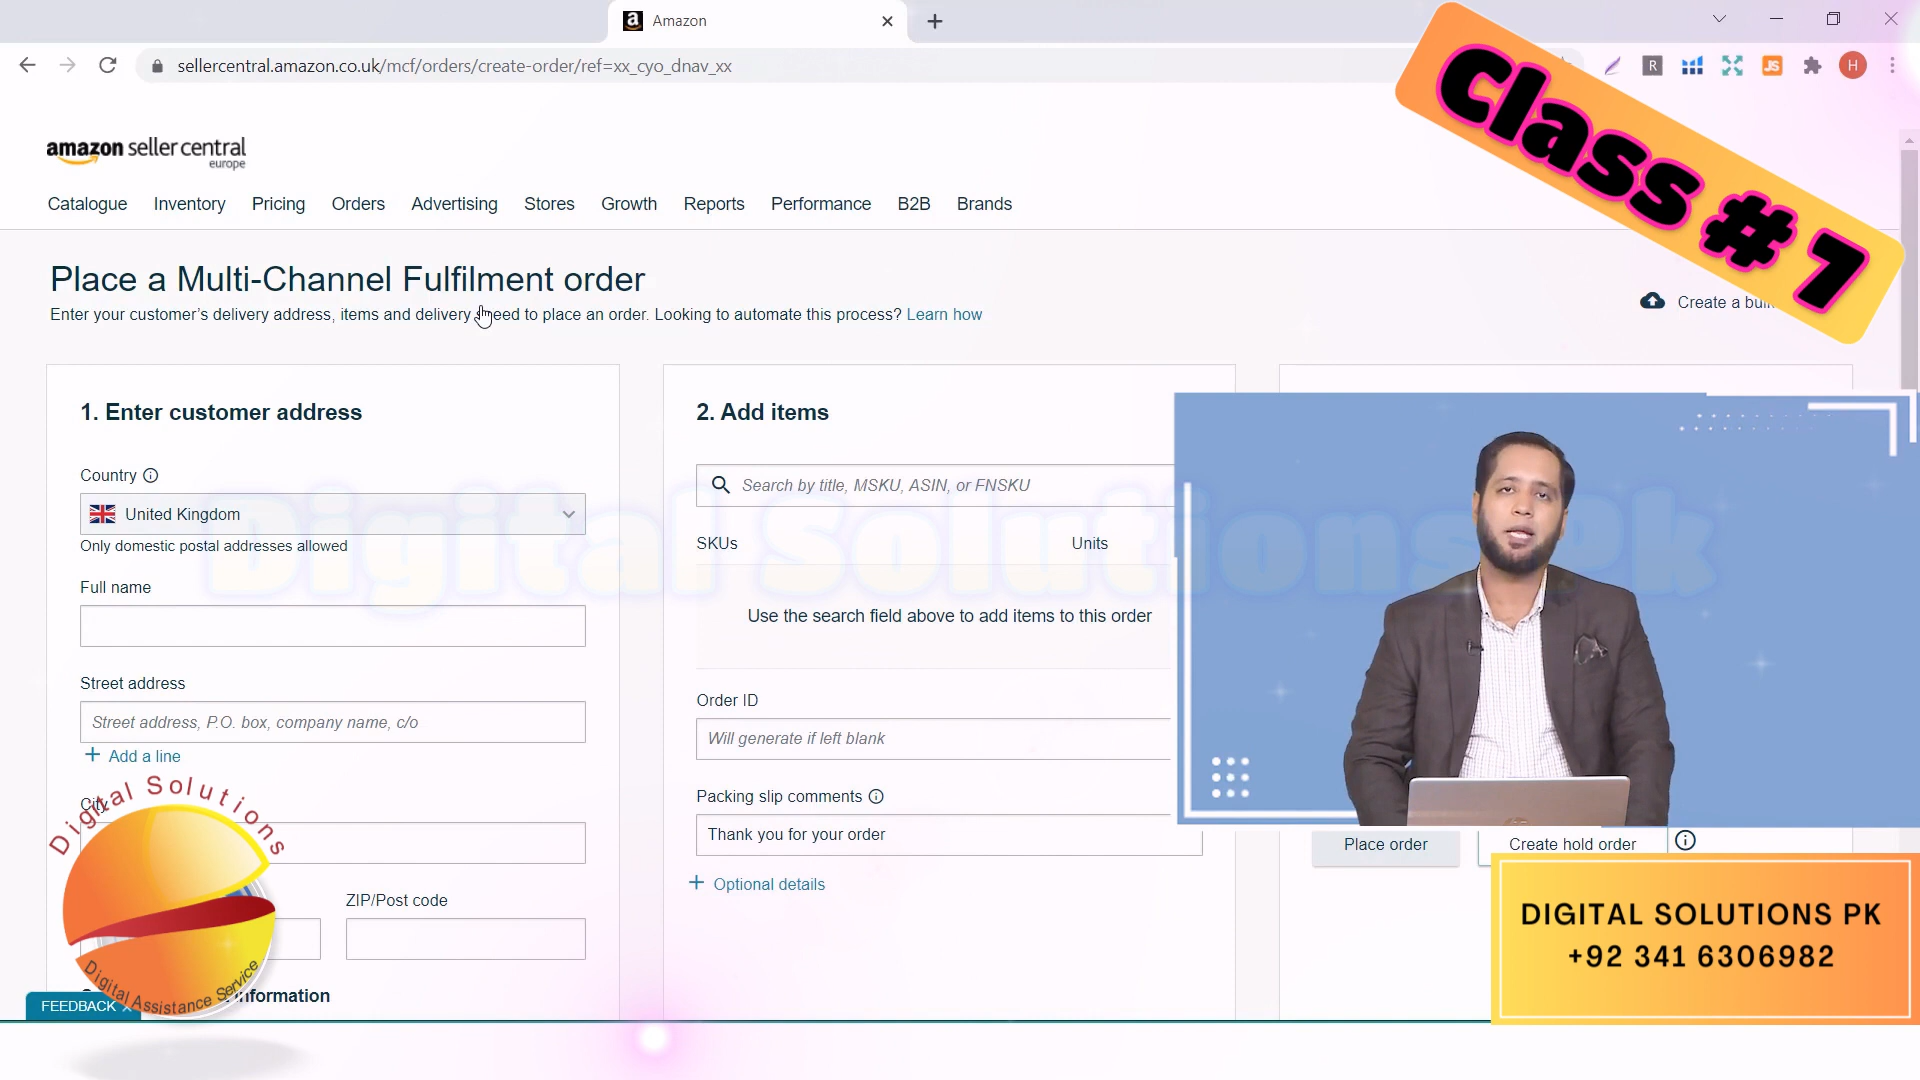 Amazon
sellercentral.amazon.co.uk/mcf/orders/create-order/ref=xx_cyo_dnav_xx
R
JS
H
Class # 7
amazon seller central
europe
Catalogue Inventory Pricing Orders Advertising Stores Growth Reports Performance B2B Brands
Place a Multi-Channel Fulfilment order
Enter your customer's delivery address, items and delivery speed to place an order. Looking to automate this process? Learn how
Create a
1. Enter customer address
Country
United Kingdom
Only domestic postal addresses allowed
Full name
Street address
Street address, P.O. box, company name, c/o
+ Add a line
City
ZIP/Post code
information
FEEDBACK
2. Add items
Search by title, MSKU, ASIN, or FNSKU
SKUs Units
Use the search field above to add items to this order
Order ID
Will generate if left blank
Packing slip comments
Thank you for your order
+ Optional details
Place order
Create hold order
Digital Solutions Pk
Digital Solutions
Digital Assistance Service
DIGITAL SOLUTIONS PK
+92 341 6306982